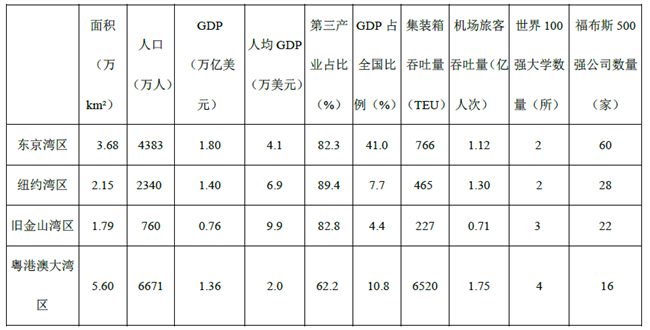 面积（万km²） 人口（万人） GDP（万亿美元） 人均 GDP（万美元） 第三产业占比（%） GDP 占全国比例（%） 集装箱吞吐量（TEU） 机场旅客吞吐量（亿人次） 世界 100 强大学数量（所） 福布斯 500 强公司数量（家）
东京湾区 3.68 4383 1.80 4.1 82.3 41.0 766 1.12 2 60
纽约湾区 2.15 2340 1.40 6.9 89.4 7.7 465 1.30 2 28
旧金山湾区 1.79 760 0.76 9.9 82.8 4.4 227 0.71 3 22
粤港澳大湾区 5.60 6671 1.36 2.0 62.2 10.8 6520 1.75 4 16